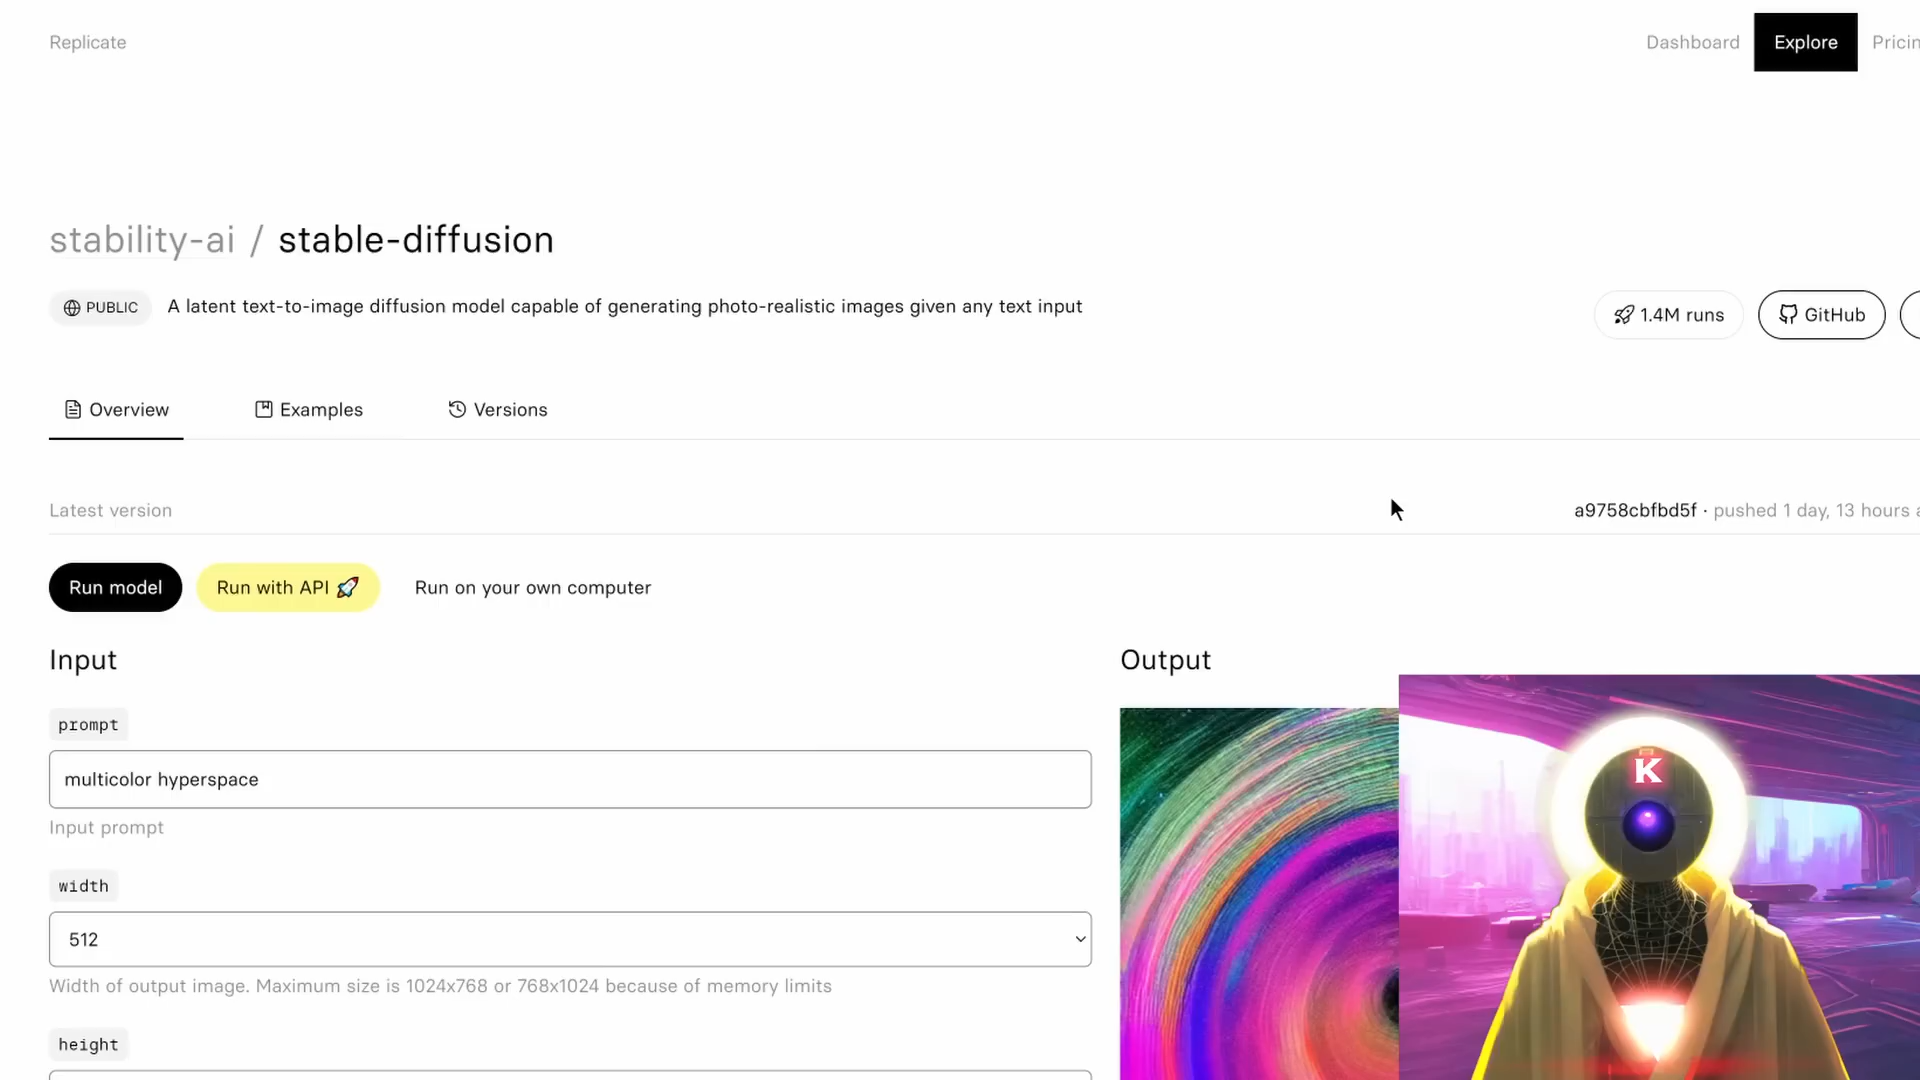 Replicate
Dashboard
Explore
Pricin
stability-ai / stable-diffusion
PUBLIC
A latent text-to-image diffusion model capable of generating photo-realistic images given any text input
1.4M runs
GitHub
Overview
Examples
Versions
Latest version
a9758cbfbd5f · pushed 1 day, 13 hours a
Run model
Run with API 🚀
Run on your own computer
Input
Output
prompt
multicolor hyperspace
Input prompt
width
512
Width of output image. Maximum size is 1024x768 or 768x1024 because of memory limits
height
K